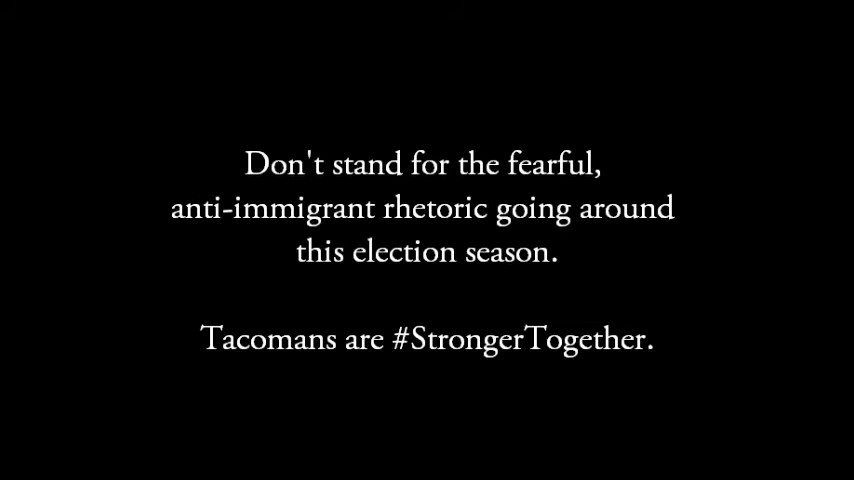 Don't stand for the fearful,
anti-immigrant rhetoric going around
this election season.
Tacomans are #StrongerTogether.